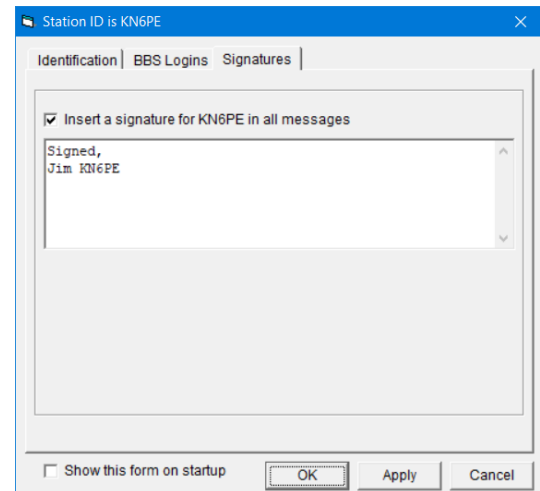 Station ID is KN6PE
Identification BBS Logins Signatures
Insert a signature for KN6PE in all messages
Signed,
Jim KN6PE
Show this form on startup OK Apply Cancel